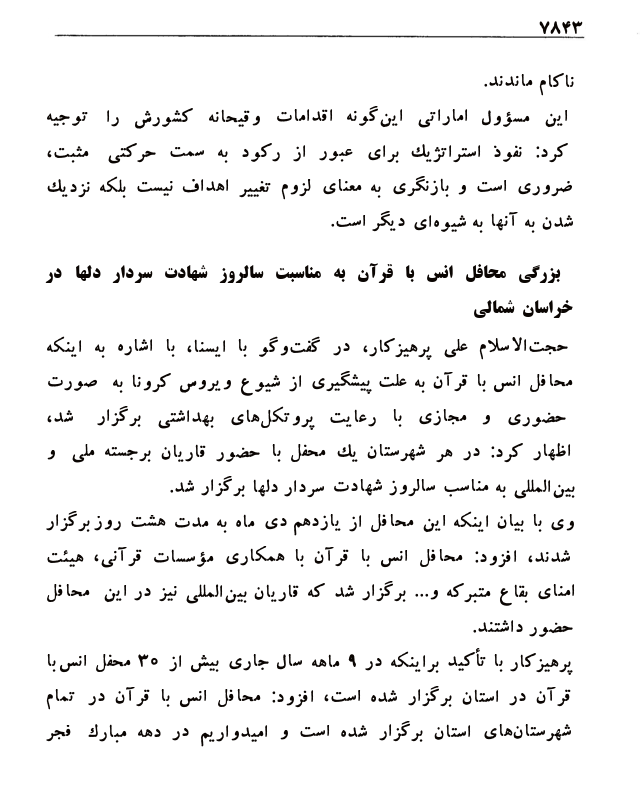 ۷۸۴۳
ناکام ماندند.
این مسؤول اماراتی این‌گونه اقدامات وقیحانه کشورش را توجیه
کرد: نفوذ استراتژیك برای عبور از رکود به سمت حرکتی مثبت،
ضروری است و بازنگری به معنای لزوم تغییر اهداف نیست بلکه نزدیك
شدن به آنها به شیوه‌ای دیگر است.
بزرگی محافل انس با قرآن به مناسبت سالروز شهادت سردار دلها در
خراسان شمالی
حجت‌الاسلام علی پرهیزکار، در گفت‌وگو با ایسنا، با اشاره به اینکه
محافل انس با قرآن به علت پیشگیری از شیوع ویروس کرونا به صورت
حضوری و مجازی با رعایت پروتکل‌های بهداشتی برگزار شد،
اظهار کرد: در هر شهرستان یك محفل با حضور قاریان برجسته ملی و
بین‌المللی به مناسب سالروز شهادت سردار دلها برگزار شد.
وی با بیان اینکه این محافل از یازدهم دی ماه به مدت هشت روز برگزار
شدند، افزود: محافل انس با قرآن با همکاری مؤسسات قرآنی، هیئت
امنای بقاع متبرکه و... برگزار شد که قاریان بین‌المللی نیز در این محافل
حضور داشتند.
پرهیزکار با تأکید براینکه در ۹ ماهه سال جاری بیش از ۳۰ محفل انس با
قرآن در استان برگزار شده است، افزود: محافل انس با قرآن در تمام
شهرستان‌های استان برگزار شده است و امیدواریم در دهه مبارك فجر